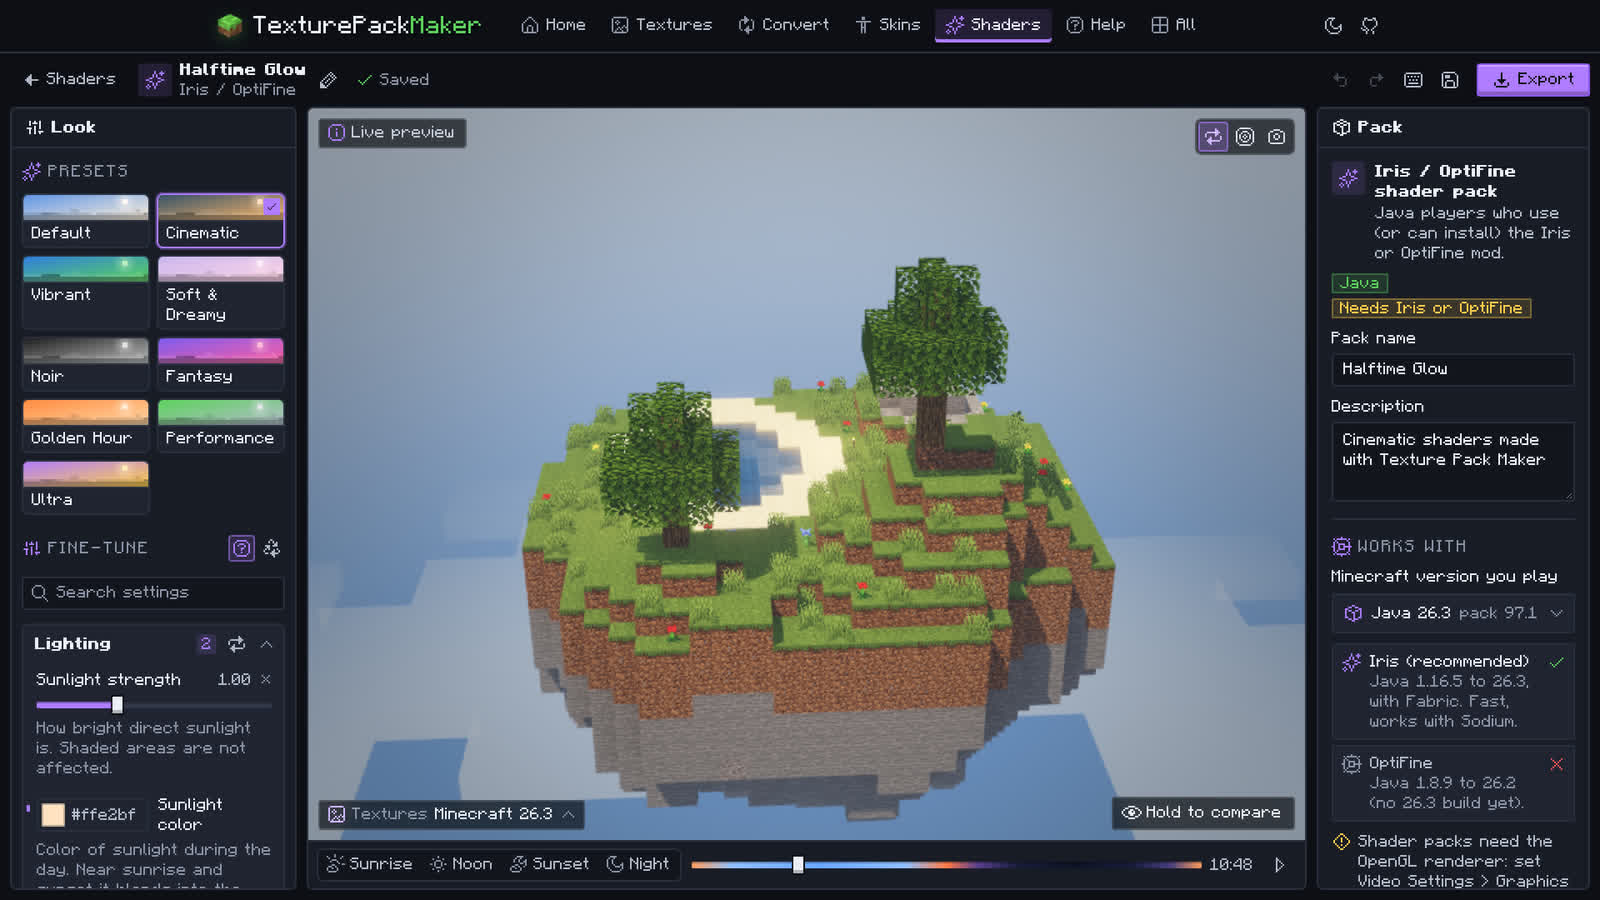 TexturePackMaker
Home
Textures
Convert
Skins
Shaders
Help
All
Shaders
Halftime Glow
Iris / OptiFine
Saved
Export
Look
PRESETS
Default
Cinematic
Vibrant
Soft &
Dreamy
Noir
Fantasy
Golden Hour
Performance
Ultra
FINE-TUNE
Search settings
Lighting
2
Sunlight strength
1.00
How bright direct sunlight
is. Shaded areas are not
affected.
#ffe2bf
Sunlight
color
Color of sunlight during the
day. Near sunrise and
sunset it blends into the
Live preview
Textures Minecraft 26.3
Hold to compare
Sunrise
Noon
Sunset
Night
10:48
Pack
Iris / OptiFine
shader pack
Java players who use
(or can install) the Iris
or OptiFine mod.
Java
Needs Iris or OptiFine
Pack name
Halftime Glow
Description
Cinematic shaders made
with Texture Pack Maker
WORKS WITH
Minecraft version you play
Java 26.3 pack 97.1
Iris (recommended)
Java 1.16.5 to 26.3,
with Fabric. Fast,
works with Sodium.
OptiFine
Java 1.8.9 to 26.2
(no 26.3 build yet).
Shader packs need the
OpenGL renderer: set
Video Settings > Graphics